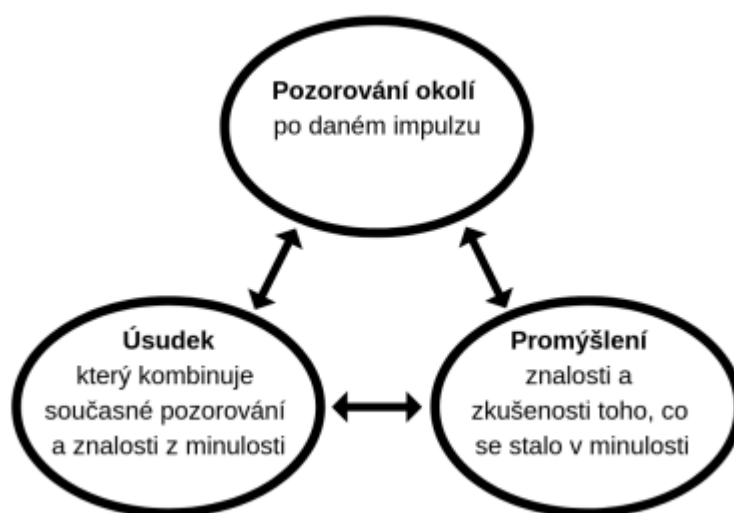 Pozorování okolí
po daném impulzu
Úsudek
který kombinuje
současné pozorování
a znalosti z minulosti
Promýšlení
znalosti a
zkušenosti toho, co
se stalo v minulosti